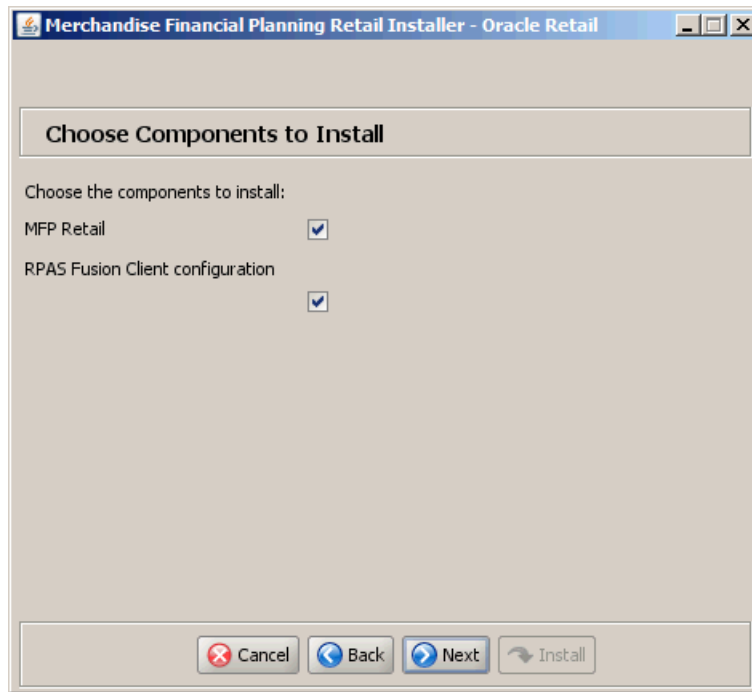 Merchandise Financial Planning Retail Installer - Oracle Retail
Choose Components to Install
Choose the components to install:
MFP Retail
RPAS Fusion Client configuration
Cancel Back Next Install